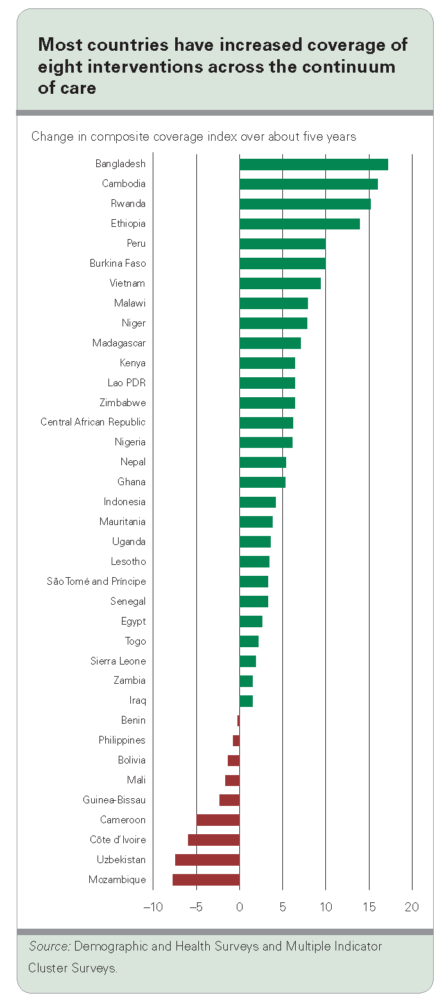 Most countries have increased coverage of
eight interventions across the continuum
of care
Change in composite coverage index over about five years
Bangladesh
Cambodia
Rwanda
Ethiopia
Peru
Burkina Faso
Vietnam
Malawi
Niger
Madagascar
Kenya
Lao PDR
Zimbabwe
Central African Republic
Nigeria
Nepal
Ghana
Indonesia
Mauritania
Uganda
Lesotho
São Tomé and Príncipe
Senegal
Egypt
Togo
Sierra Leone
Zambia
Iraq
Benin
Philippines
Bolivia
Mali
Guinea-Bissau
Cameroon
Côte d’Ivoire
Uzbekistan
Mozambique
–10 –5 0 5 10 15 20
Source: Demographic and Health Surveys and Multiple Indicator
Cluster Surveys.